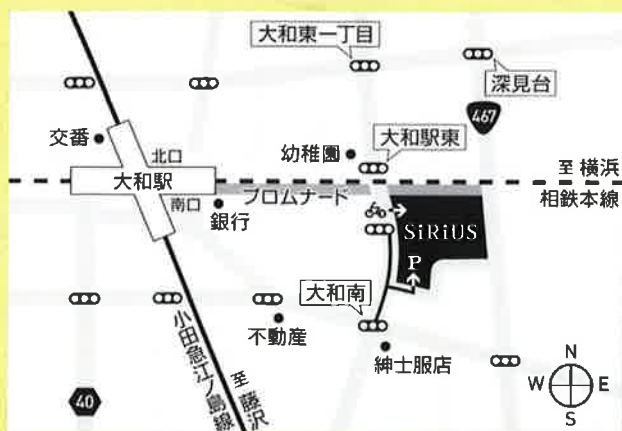 大和東一丁目
深見台
467
交番
北口
幼稚園
大和駅東
至 横浜
大和駅
南口
プロムナード
相鉄本線
銀行
SiRiUS
P
大和南
不動産
小田急江ノ島線
至 藤沢
紳士服店
40
N
W
E
S